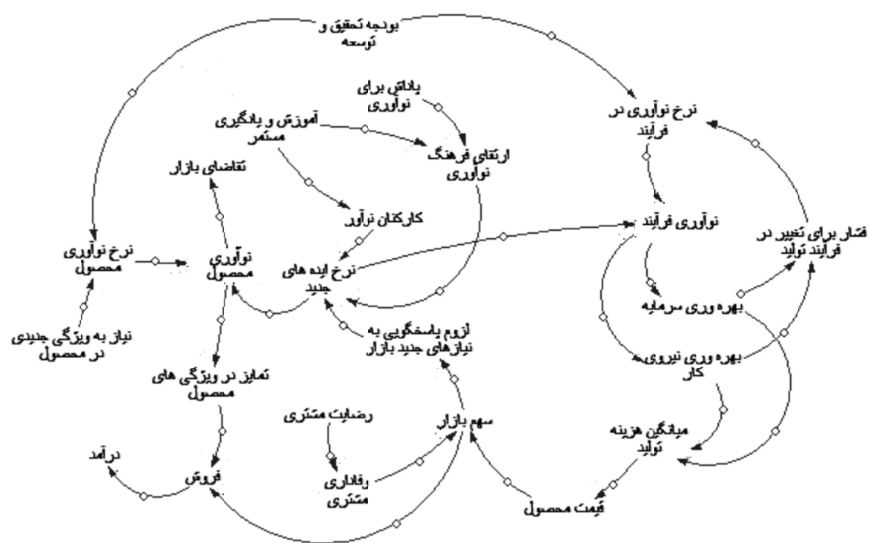 بودجه تحقیق و
توسعه
پاداش برای
نوآوری
نرخ نوآوری در
فرآیند
آموزش و یادگیری
مستمر
ارتقای فرهنگ
نوآوری
تقاضای بازار
کارکنان نوآور
نوآوری فرآیند
فشار برای تغییر در
فرآیند تولید
نرخ نوآوری
محصول
نوآوری
محصول
نرخ ایده های
جدید
بهره وری سرمایه
نیاز به ویژگی جدیدی
در محصول
لزوم پاسخگویی به
نیازهای جدید بازار
بهره وری نیروی
کار
تمایز در ویژگی های
محصول
رضایت مشتری
سهم بازار
میانگین هزینه
تولید
درآمد
فروش
وفاداری
مشتری
قیمت محصول